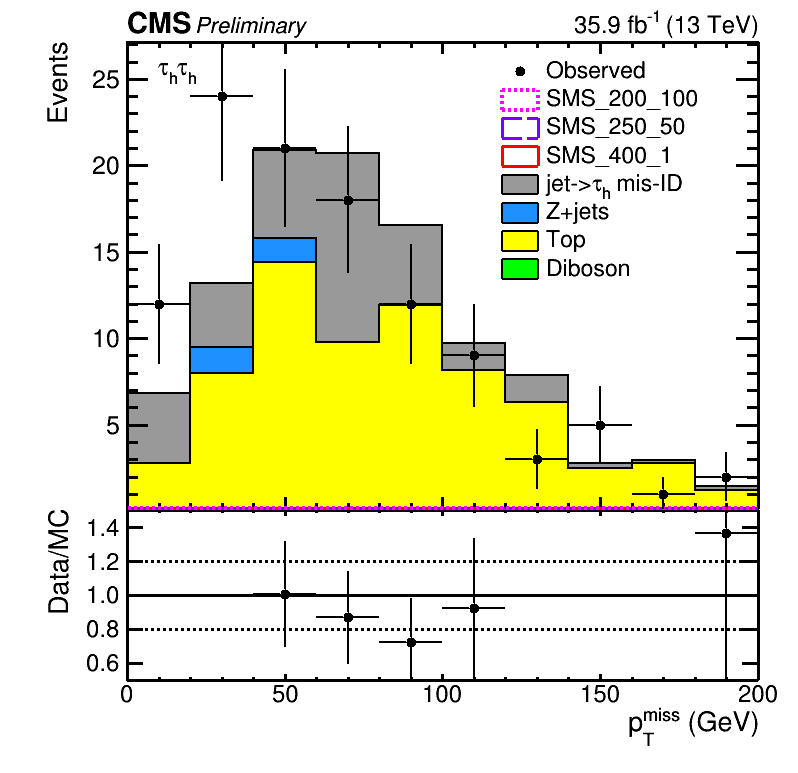 CMS Preliminary 35.9 fb⁻¹ (13 TeV)
Events
25
20
15
10
5
τₕτₕ
Observed
SMS_200_100
SMS_250_50
SMS_400_1
jet->τₕ mis-ID
Z+jets
Top
Diboson
Data/MC
1.4
1.2
1.0
0.8
0.6
0 50 100 150 200
p_T^miss (GeV)